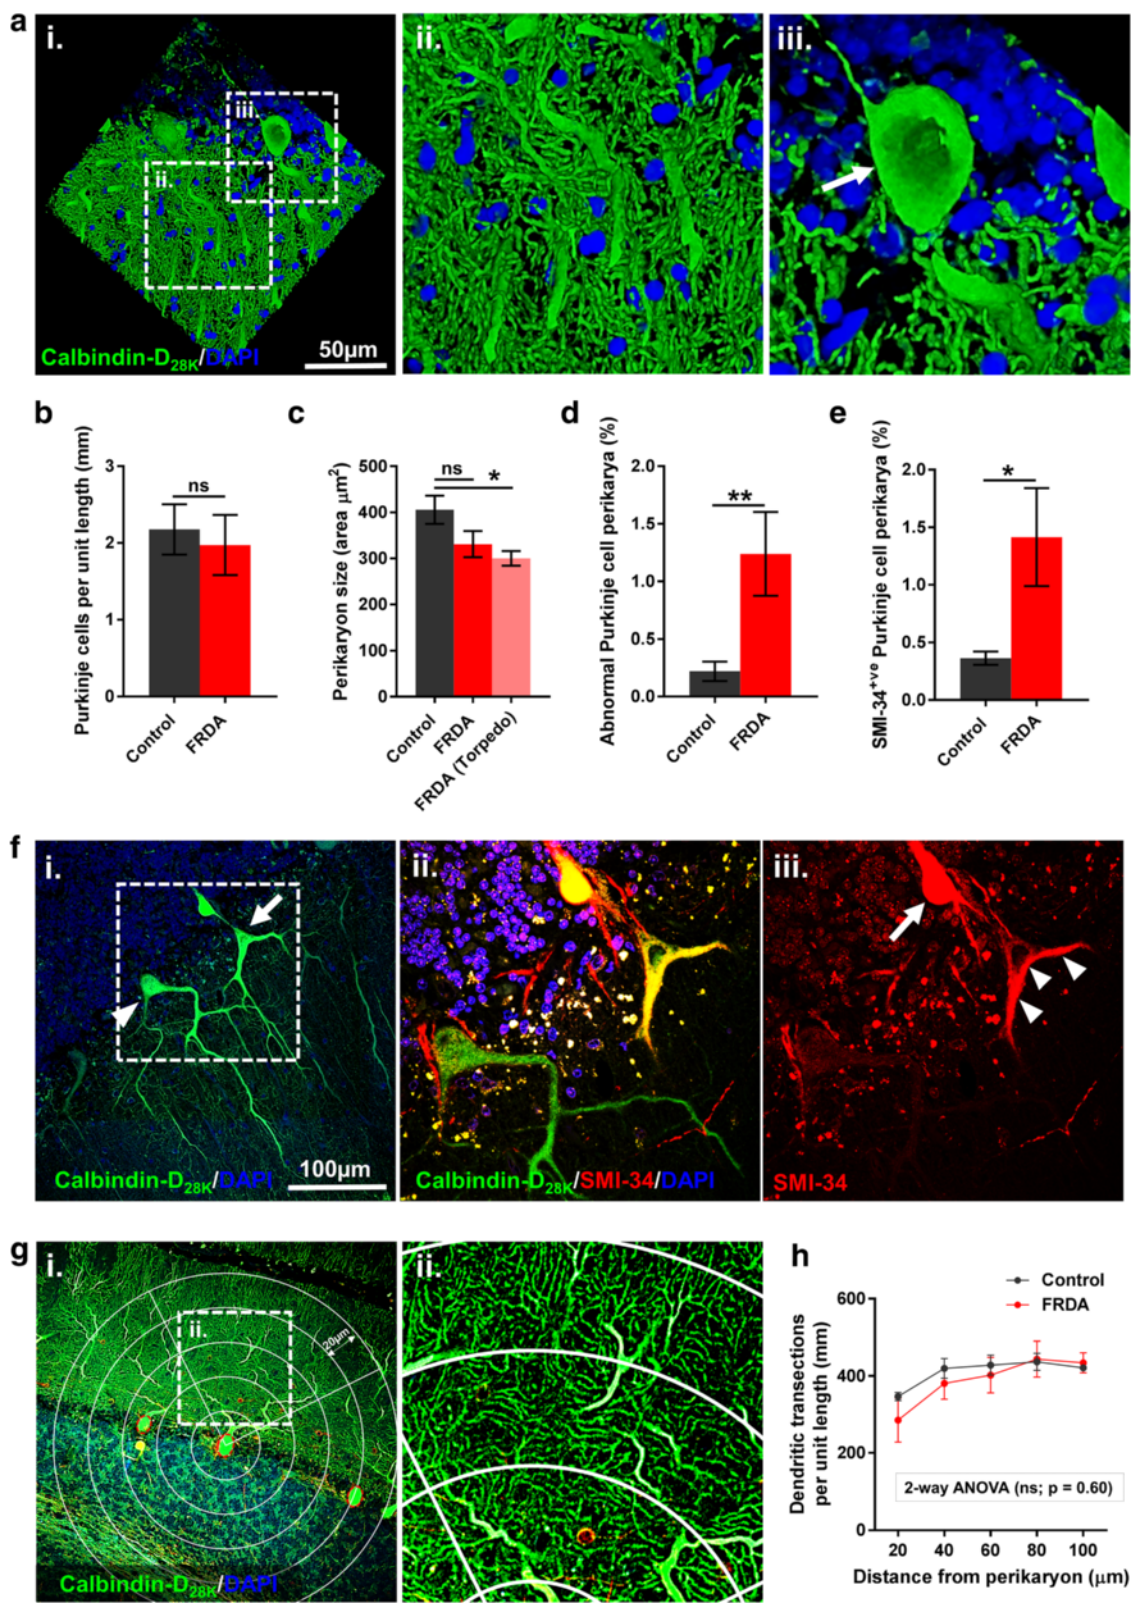 a
i.
iii.
ii.
Calbindin-D28K/DAPI
50µm
ii.
iii.
b
Purkinje cells per unit length (mm)
3
2
1
0
ns
Control
FRDA
c
Perikaryon size (area µm²)
500
400
300
200
100
0
ns
*
Control
FRDA
FRDA (Torpedo)
d
Abnormal Purkinje cell perikarya (%)
2.0
1.5
1.0
0.5
0.0
**
Control
FRDA
e
SMI-34+ve Purkinje cell perikarya (%)
2.0
1.5
1.0
0.5
0.0
*
Control
FRDA
f
i.
Calbindin-D28K/DAPI
100µm
ii.
Calbindin-D28K/SMI-34/DAPI
iii.
SMI-34
g
i.
ii.
20µm
Calbindin-D28K/DAPI
ii.
h
Control
FRDA
Dendritic transections
per unit length (mm)
600
400
200
0
2-way ANOVA (ns; p = 0.60)
20 40 60 80 100
Distance from perikaryon (µm)